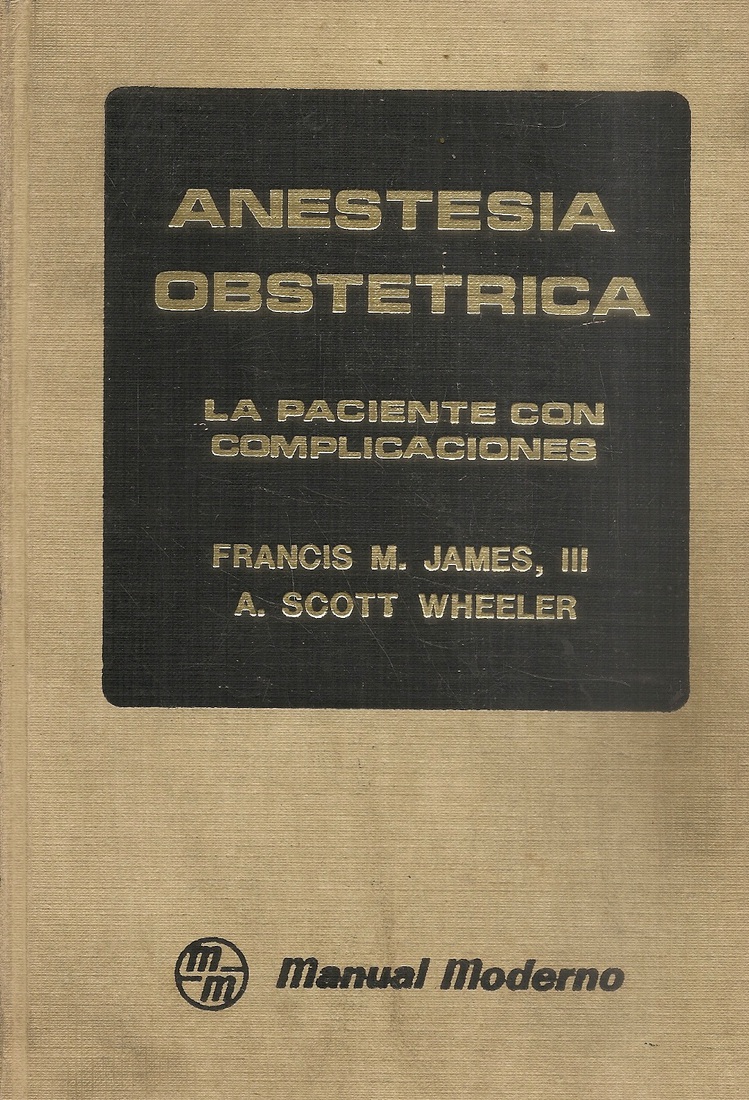 ANESTESIA
OBSTETRICA
LA PACIENTE CON
COMPLICACIONES
FRANCIS M. JAMES, III
A. SCOTT WHEELER
mm Manual Moderno